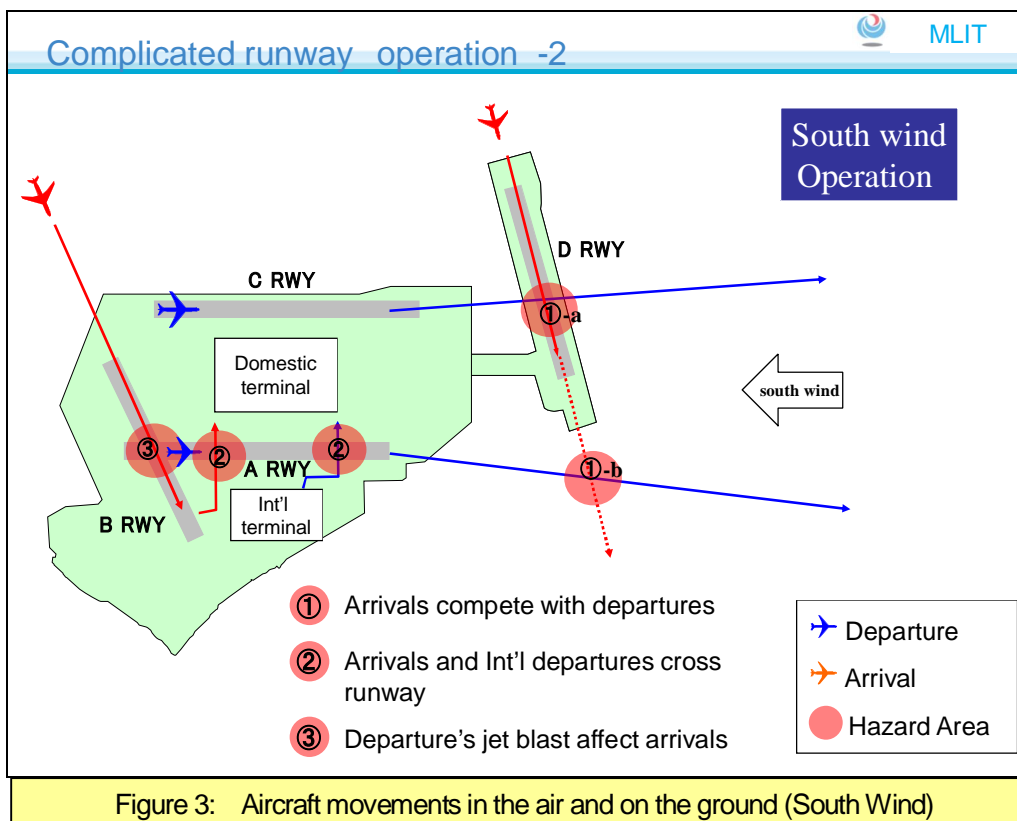 Complicated runway operation -2
MLIT
South wind
Operation
D RWY
C RWY
①-a
Domestic
terminal
south wind
③
②
②
A RWY
①-b
B RWY
Int'l
terminal
① Arrivals compete with departures
② Arrivals and Int'l departures cross
runway
③ Departure's jet blast affect arrivals
Departure
Arrival
Hazard Area
Figure 3: Aircraft movements in the air and on the ground (South Wind)